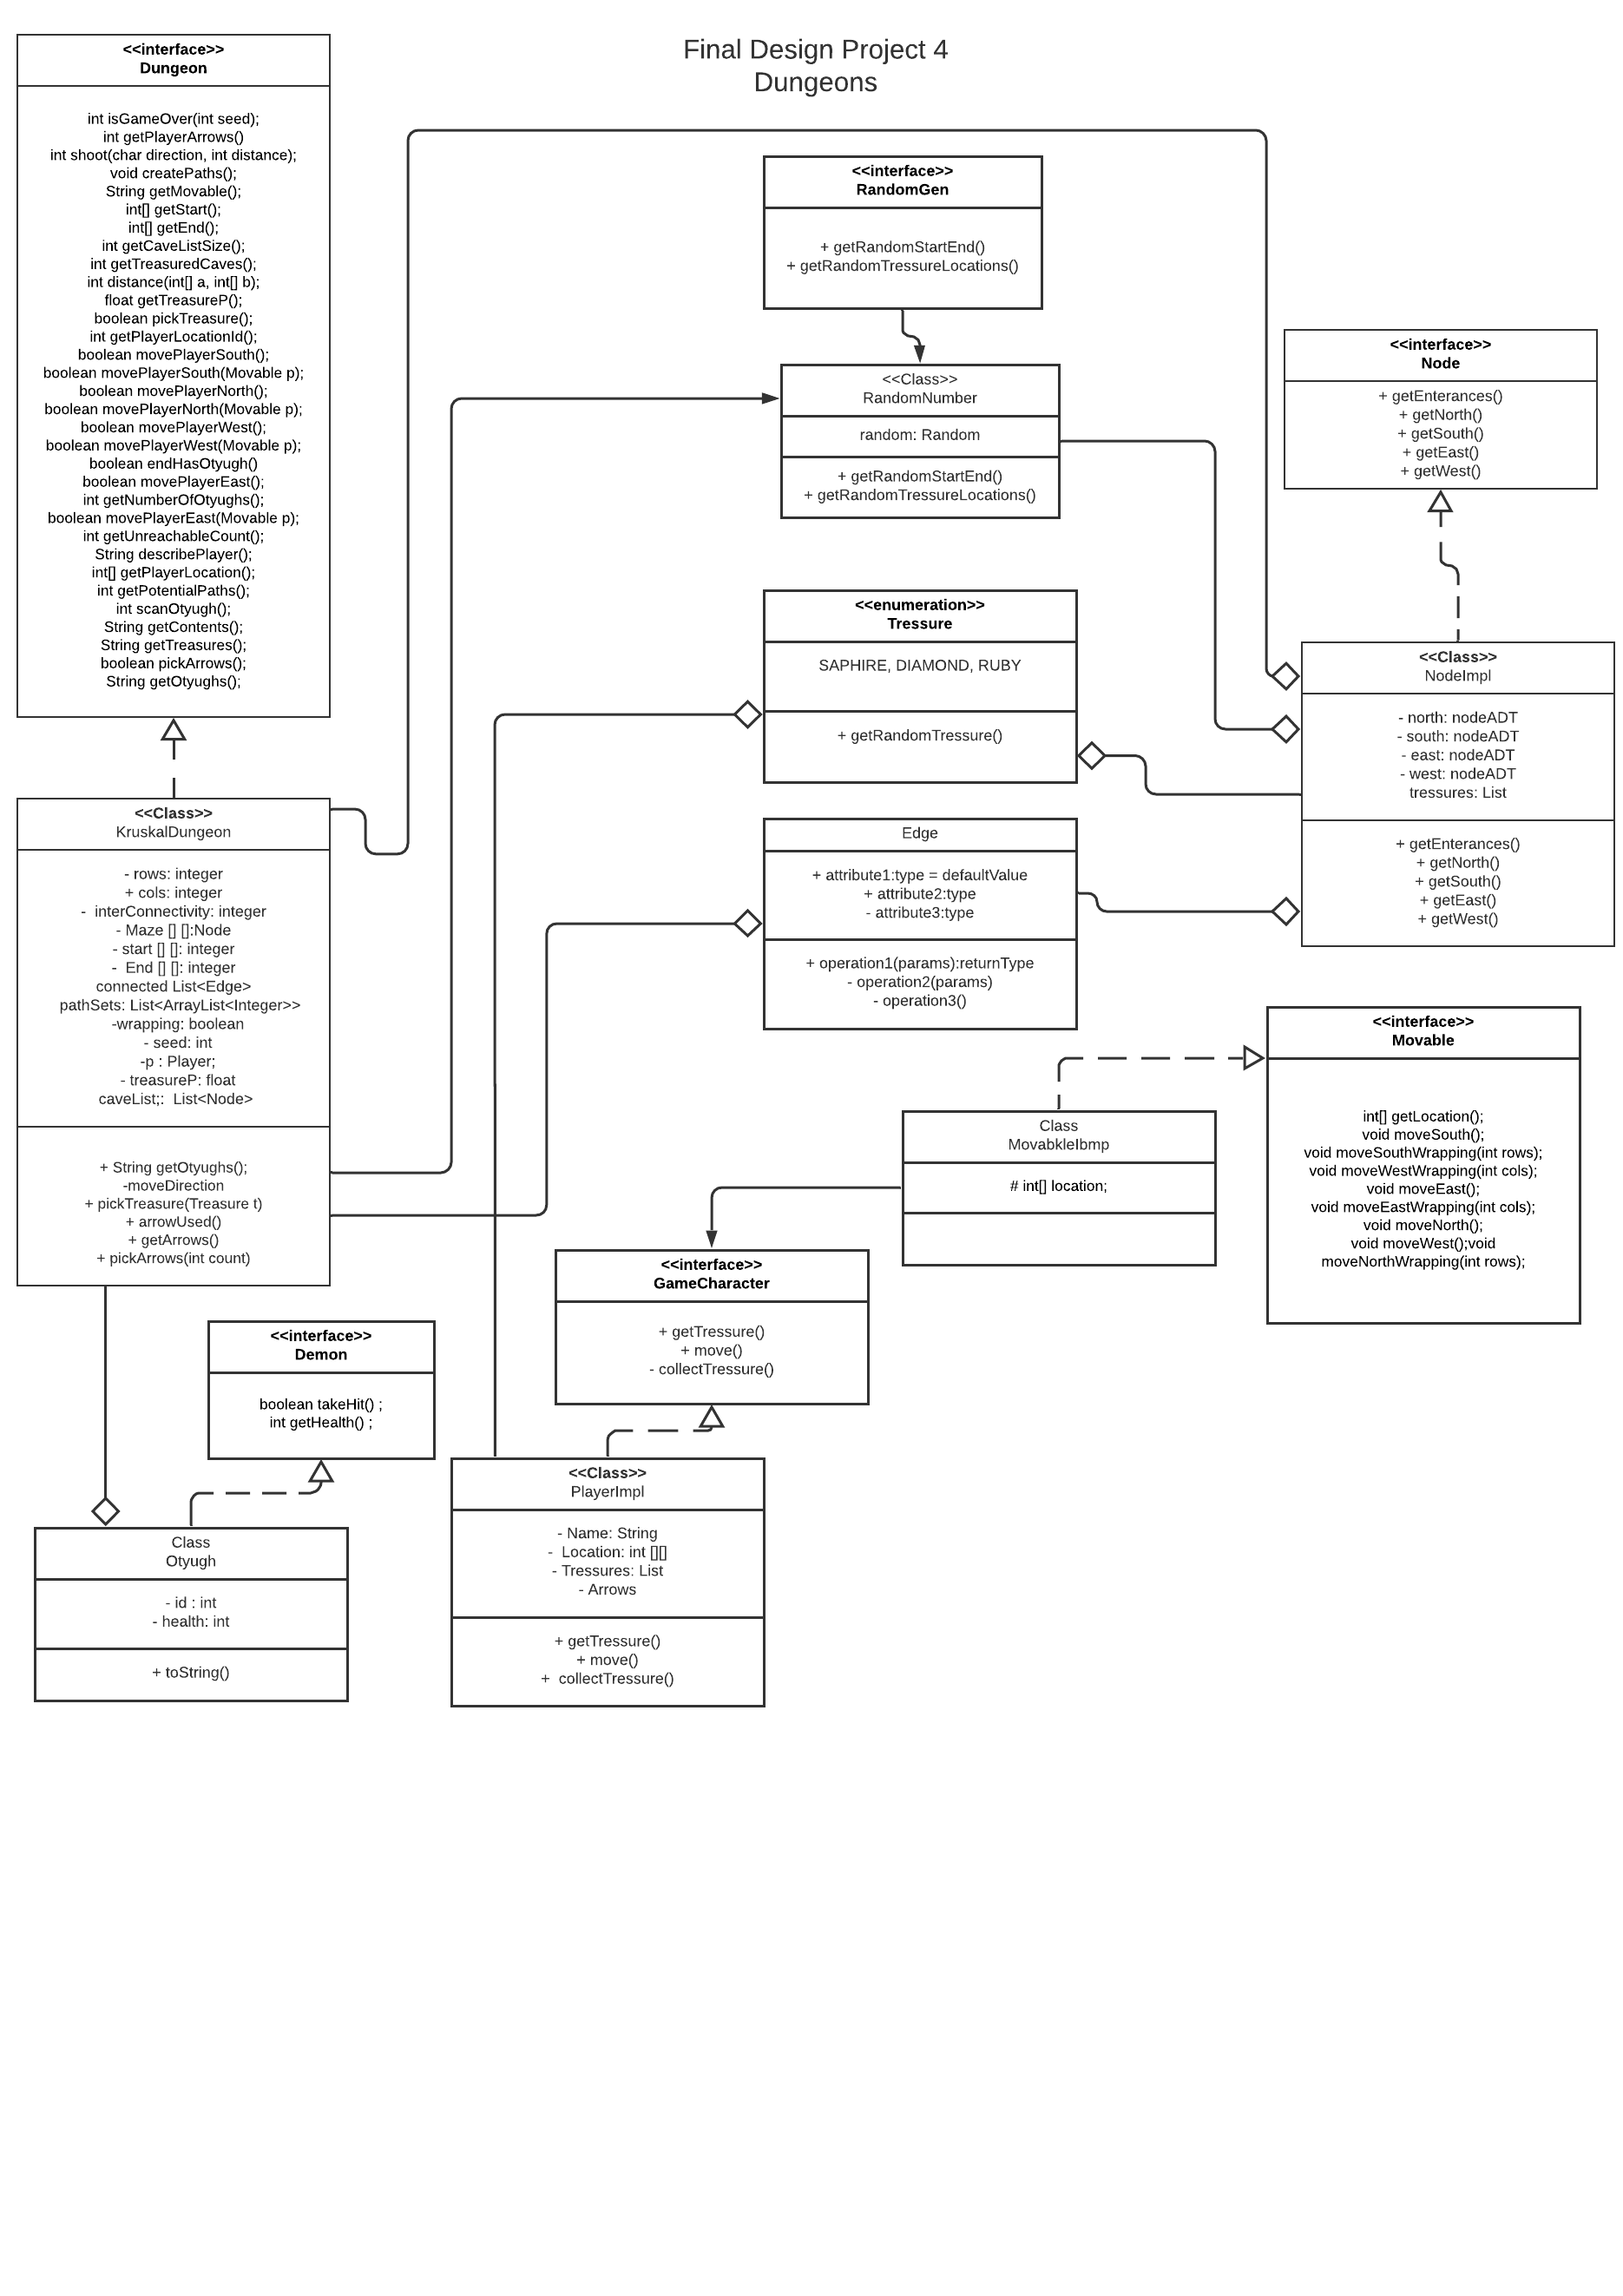 Final Design Project 4
Dungeons
<<interface>>
Dungeon
int isGameOver(int seed);
int getPlayerArrows()
int shoot(char direction, int distance);
void createPaths();
String getMovable();
int[] getStart();
int[] getEnd();
int getCaveListSize();
int getTreasuredCaves();
int distance(int[] a, int[] b);
float getTreasureP();
boolean pickTreasure();
int getPlayerLocationId();
boolean movePlayerSouth();
boolean movePlayerSouth(Movable p);
boolean movePlayerNorth();
boolean movePlayerNorth(Movable p);
boolean movePlayerWest();
boolean movePlayerWest(Movable p);
boolean endHasOtyugh()
boolean movePlayerEast();
int getNumberOfOtyughs();
boolean movePlayerEast(Movable p);
int getUnreachableCount();
String describePlayer();
int[] getPlayerLocation();
int getPotentialPaths();
int scanOtyugh();
String getContents();
String getTreasures();
boolean pickArrows();
String getOtyughs();
<<interface>>
RandomGen
+ getRandomStartEnd()
+ getRandomTressureLocations()
<<Class>>
RandomNumber
random: Random
+ getRandomStartEnd()
+ getRandomTressureLocations()
<<interface>>
Node
+ getEnterances()
+ getNorth()
+ getSouth()
+ getEast()
+ getWest()
<<enumeration>>
Tressure
SAPHIRE, DIAMOND, RUBY
+ getRandomTressure()
<<Class>>
NodeImpl
- north: nodeADT
- south: nodeADT
- east: nodeADT
- west: nodeADT
tressures: List
+ getEnterances()
+ getNorth()
+ getSouth()
+ getEast()
+ getWest()
<<Class>>
KruskalDungeon
- rows: integer
+ cols: integer
- interConnectivity: integer
- Maze [] []:Node
- start [] []: integer
- End [] []: integer
connected List<Edge>
pathSets: List<ArrayList<Integer>>
-wrapping: boolean
- seed: int
-p : Player;
- treasureP: float
caveList;: List<Node>
+ String getOtyughs();
-moveDirection
+ pickTreasure(Treasure t)
+ arrowUsed()
+ getArrows()
+ pickArrows(int count)
Edge
+ attribute1:type = defaultValue
+ attribute2:type
- attribute3:type
+ operation1(params):returnType
- operation2(params)
- operation3()
<<interface>>
Movable
int[] getLocation();
void moveSouth();
void moveSouthWrapping(int rows);
void moveWestWrapping(int cols);
void moveEast();
void moveEastWrapping(int cols);
void moveNorth();
void moveWest();void
moveNorthWrapping(int rows);
Class
MovabkleIbmp
# int[] location;
<<interface>>
GameCharacter
+ getTressure()
+ move()
- collectTressure()
<<interface>>
Demon
boolean takeHit() ;
int getHealth() ;
<<Class>>
PlayerImpl
- Name: String
- Location: int [][]
- Tressures: List
- Arrows
+ getTressure()
+ move()
+ collectTressure()
Class
Otyugh
- id : int
- health: int
+ toString()